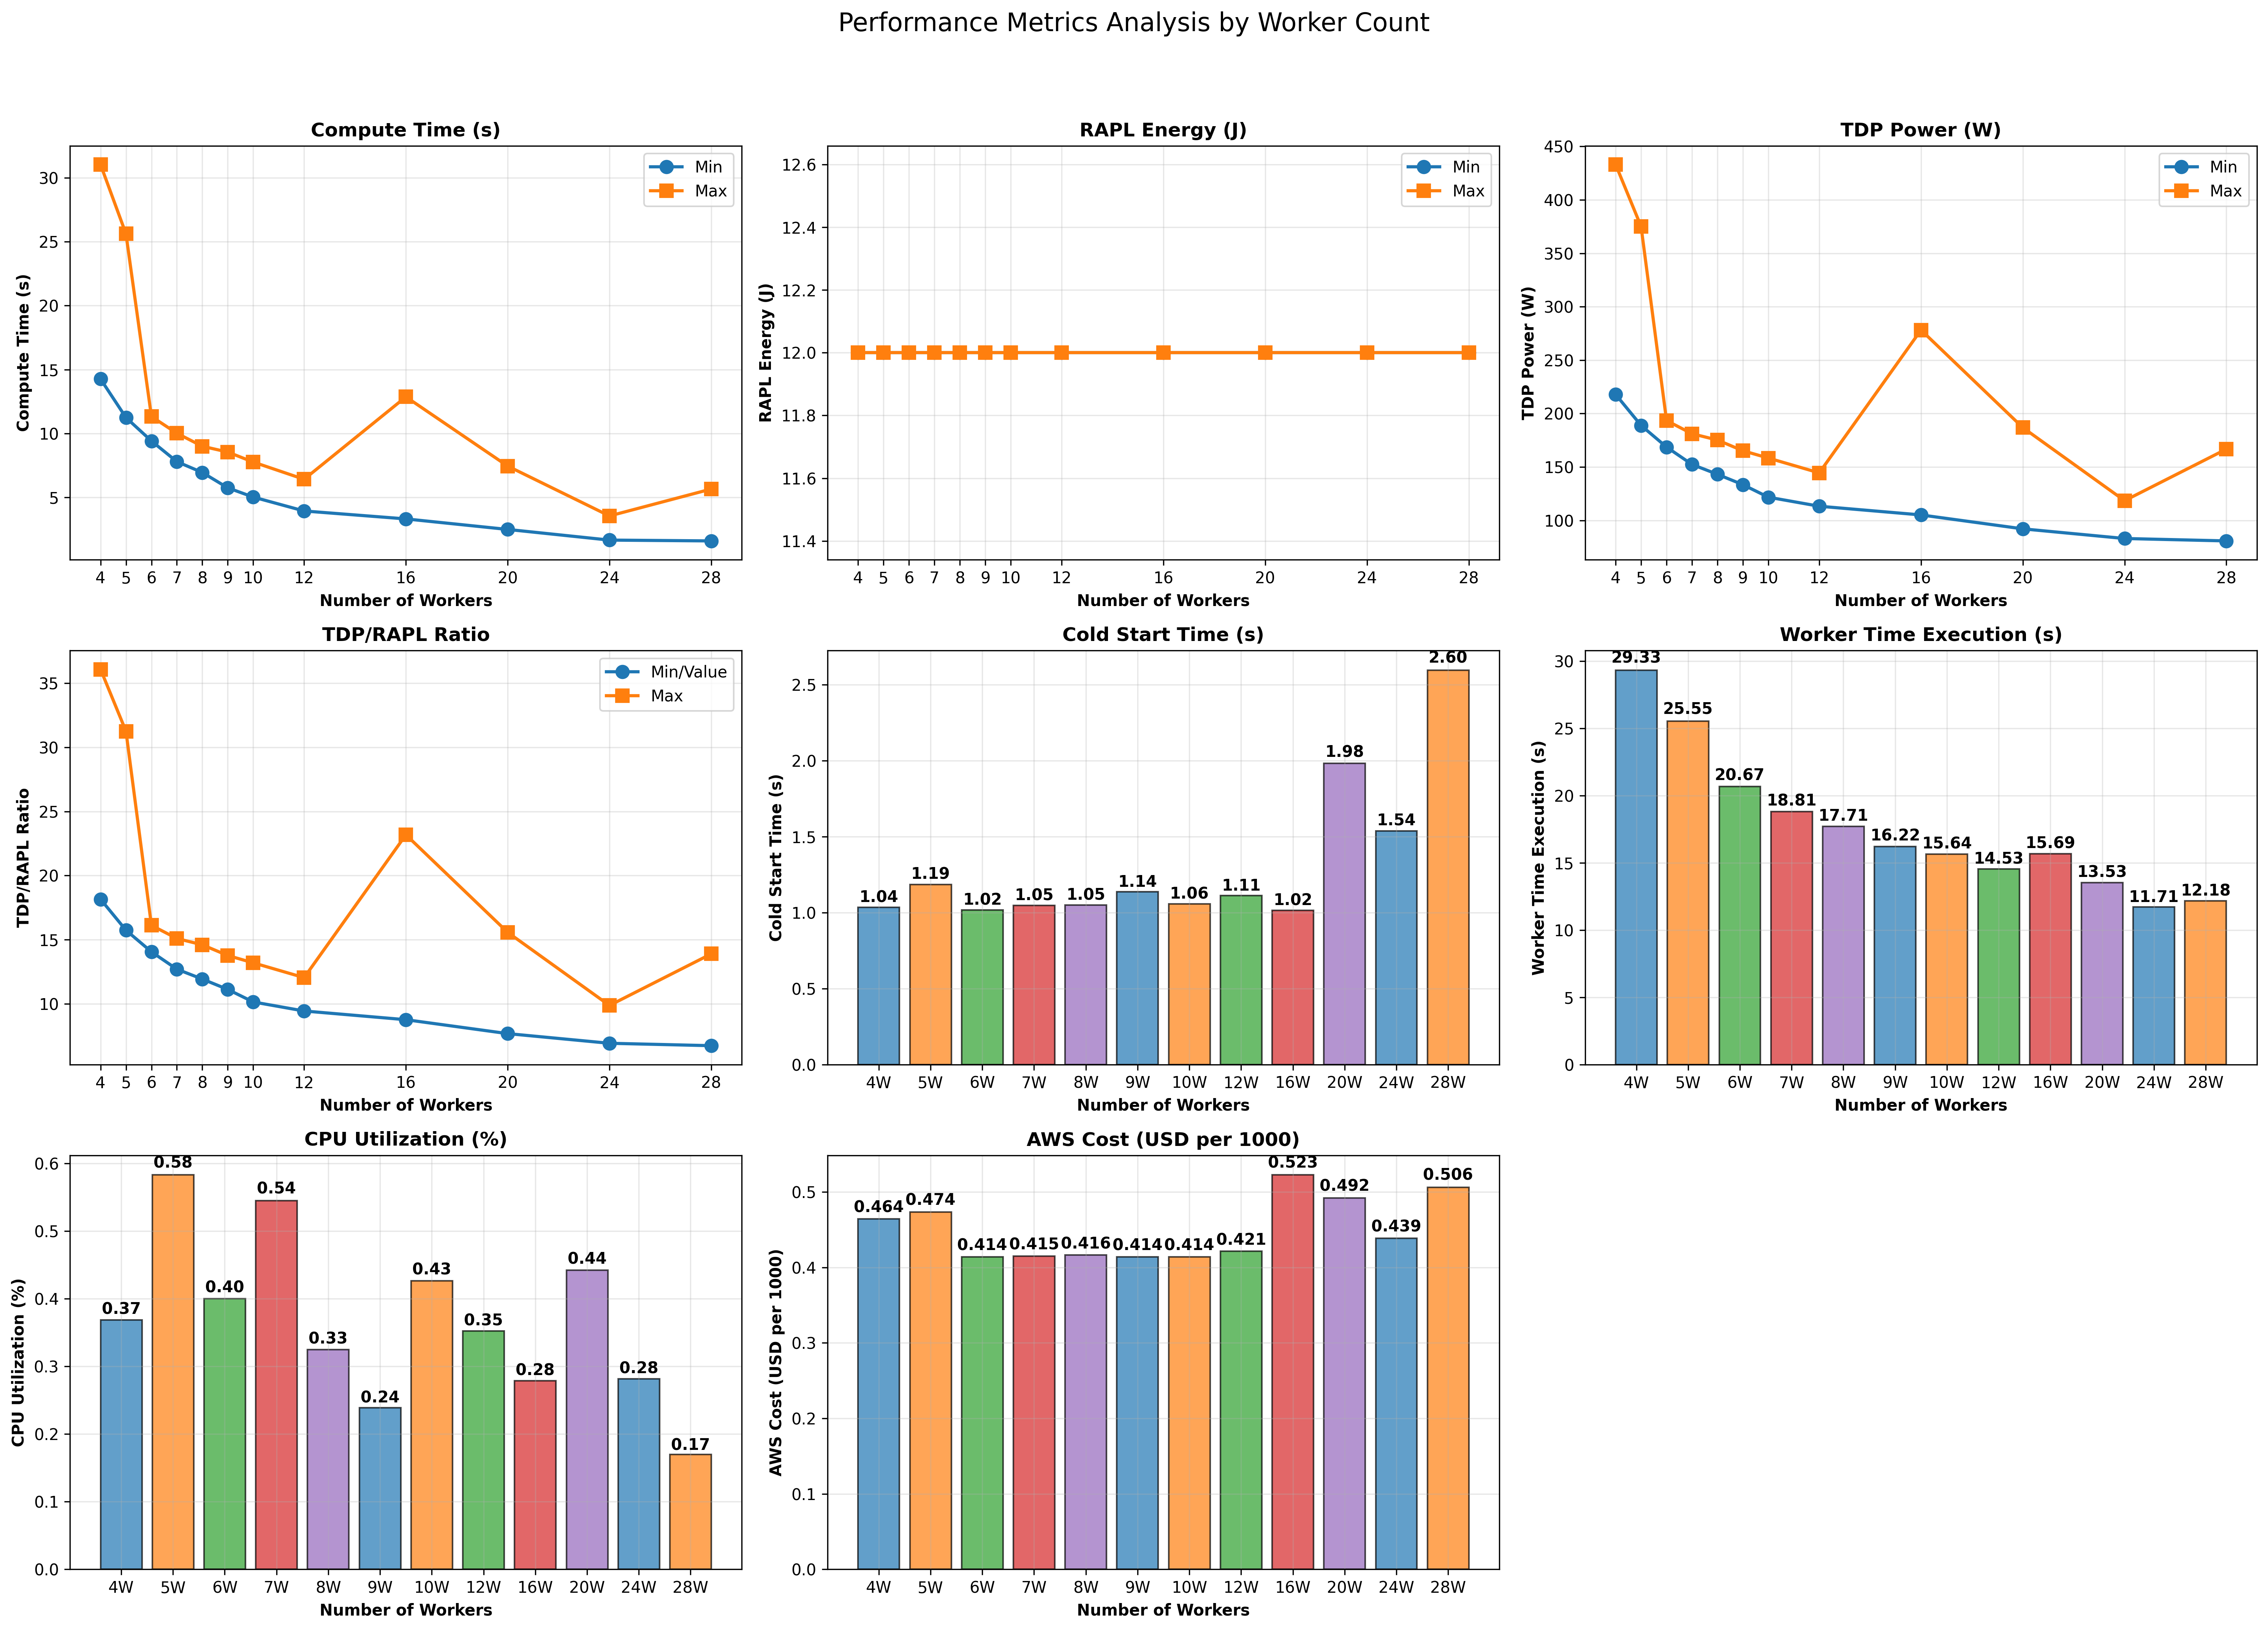 Performance Metrics Analysis by Worker Count
Compute Time (s)
Compute Time (s)
30
25
20
15
10
5
Min
Max
4 5 6 7 8 9 10 12 16 20 24 28
Number of Workers
RAPL Energy (J)
RAPL Energy (J)
12.6
12.4
12.2
12.0
11.8
11.6
11.4
Min
Max
4 5 6 7 8 9 10 12 16 20 24 28
Number of Workers
TDP Power (W)
TDP Power (W)
450
400
350
300
250
200
150
100
Min
Max
4 5 6 7 8 9 10 12 16 20 24 28
Number of Workers
TDP/RAPL Ratio
TDP/RAPL Ratio
35
30
25
20
15
10
Min/Value
Max
4 5 6 7 8 9 10 12 16 20 24 28
Number of Workers
Cold Start Time (s)
Cold Start Time (s)
2.5
2.0
1.5
1.0
0.5
0.0
1.04 1.19 1.02 1.05 1.05 1.14 1.06 1.11 1.02 1.98 1.54 2.60
4W 5W 6W 7W 8W 9W 10W 12W 16W 20W 24W 28W
Number of Workers
Worker Time Execution (s)
Worker Time Execution (s)
30
25
20
15
10
5
0
29.33 25.55 20.67 18.81 17.71 16.22 15.64 14.53 15.69 13.53 11.71 12.18
4W 5W 6W 7W 8W 9W 10W 12W 16W 20W 24W 28W
Number of Workers
CPU Utilization (%)
CPU Utilization (%)
0.6
0.5
0.4
0.3
0.2
0.1
0.0
0.37 0.58 0.40 0.54 0.33 0.24 0.43 0.35 0.28 0.44 0.28 0.17
4W 5W 6W 7W 8W 9W 10W 12W 16W 20W 24W 28W
Number of Workers
AWS Cost (USD per 1000)
AWS Cost (USD per 1000)
0.5
0.4
0.3
0.2
0.1
0.0
0.464 0.474 0.414 0.415 0.416 0.414 0.414 0.421 0.523 0.492 0.439 0.506
4W 5W 6W 7W 8W 9W 10W 12W 16W 20W 24W 28W
Number of Workers